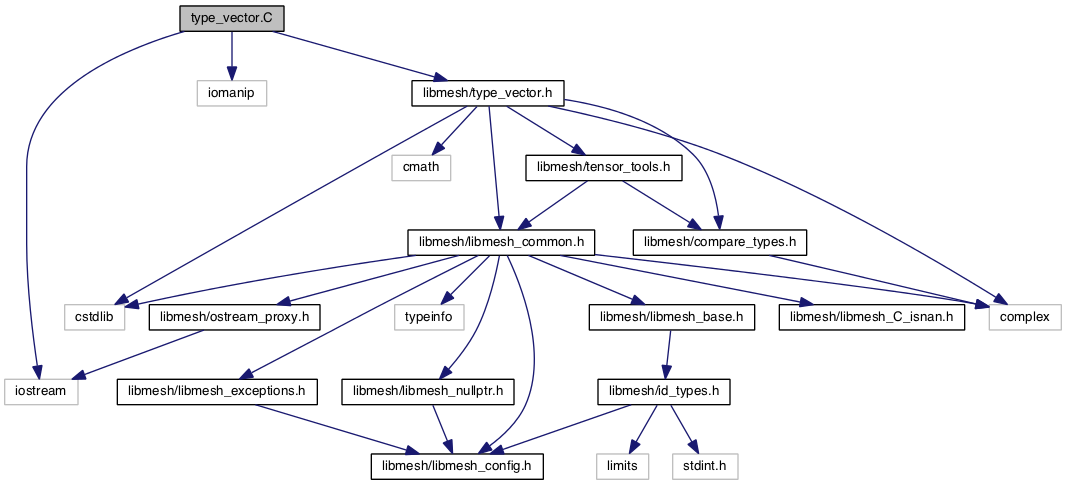 type_vector.C
iomanip
libmesh/type_vector.h
cmath
libmesh/tensor_tools.h
libmesh/libmesh_common.h
libmesh/compare_types.h
cstdlib
libmesh/ostream_proxy.h
typeinfo
libmesh/libmesh_base.h
libmesh/libmesh_C_isnan.h
complex
iostream
libmesh/libmesh_exceptions.h
libmesh/libmesh_nullptr.h
libmesh/id_types.h
libmesh/libmesh_config.h
limits
stdint.h